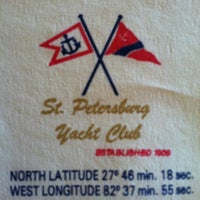 St. Petersburg
Yacht Club
ESTABLISHED 1909
NORTH LATITUDE 27° 46 min. 18 sec.
WEST LONGITUDE 82° 37 min. 55 sec.